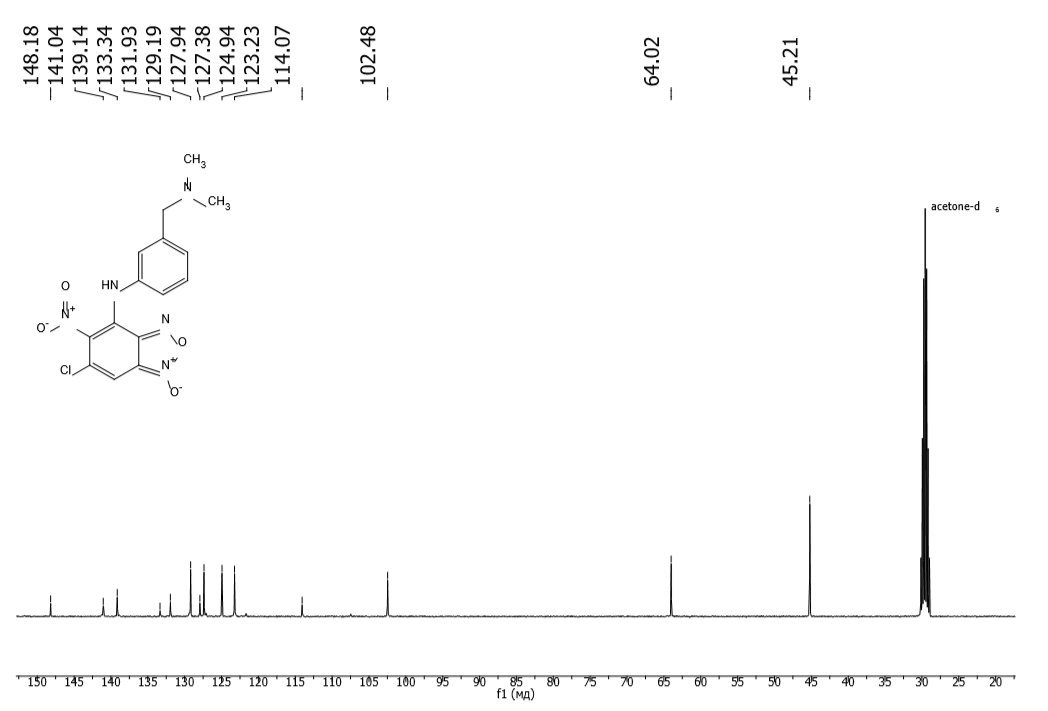 148.18
141.04
139.14
133.34
131.93
129.19
127.94
127.38
124.94
123.23
114.07
102.48
64.02
45.21
CH3
N
CH3
acetone-d 6
HN
O
N+
O-
N
O
Cl
N+
O-
150 145 140 135 130 125 120 115 110 105 100 95 90 85 80 75 70 65 60 55 50 45 40 35 30 25 20
f1 (мд)